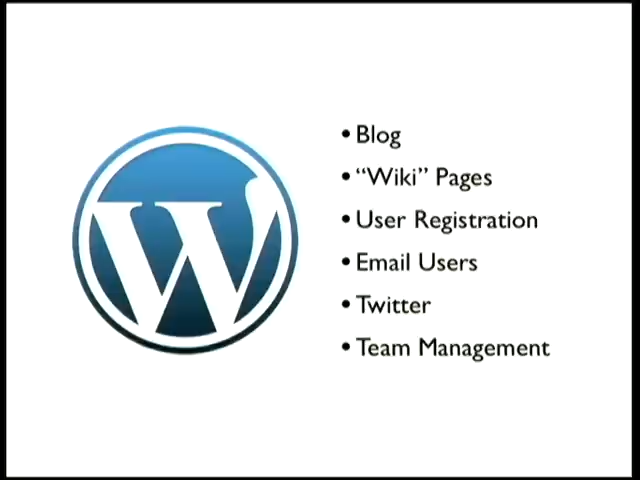 W
• Blog
• “Wiki” Pages
• User Registration
• Email Users
• Twitter
• Team Management